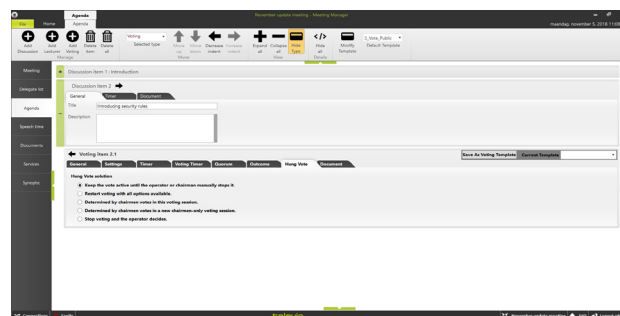 Agenda
November update meeting - Meeting Manager
File Home Agenda
maandag, november 5, 2018 11:0
Add Discussion
Add Lectures
Add Voting
Delete item
Delete all
Manage
Voting
Selected type
Move up
Move down
Decrease indent
Increase indent
Move
Expand all
Collapse all
Hide Type
View
Hide all
Details
Modify Template
S_Vote_Public
Default Template
Meeting
Delegate list
Agenda
Speech time
Documents
Services
Synoptic
Discussion item 1 : Introduction
Discussion item 2
General Timer Document
Title Introducing security rules
Description
Voting item 2.1
Save As Voting Template Current Template
General Settings Timer Voting Timer Quorum Outcome Hung Vote Document
Hung Vote solution
Keep the vote active until the operator or chairman manually stops it.
Restart voting with all options available.
Determined by chairmen votes in this voting session.
Determined by chairmen votes in a new chairmen-only voting session.
Stop voting and the operator decides.